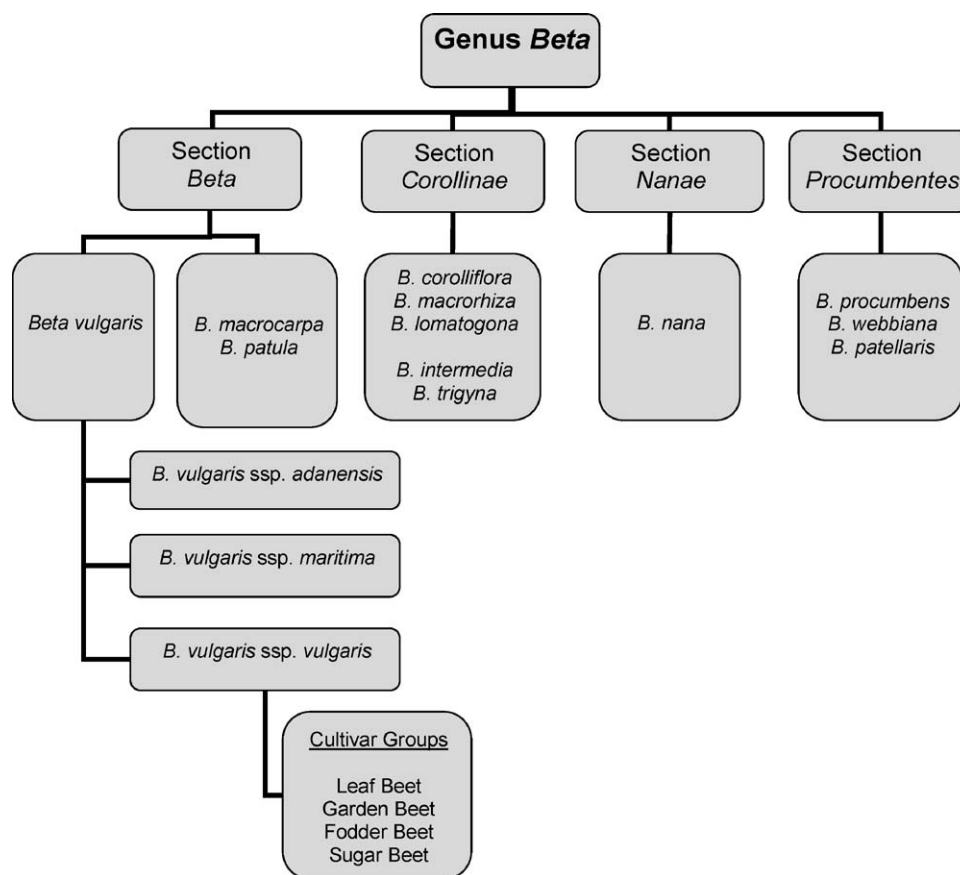 Genus Beta
Section
Beta
Section
Corollinae
Section
Nanae
Section
Procumbentes
Beta vulgaris
B. macrocarpa
B. patula
B. corolliflora
B. macrorhiza
B. lomatogona
B. intermedia
B. trigyna
B. nana
B. procumbens
B. webbiana
B. patellaris
B. vulgaris ssp. adanensis
B. vulgaris ssp. maritima
B. vulgaris ssp. vulgaris
Cultivar Groups
Leaf Beet
Garden Beet
Fodder Beet
Sugar Beet